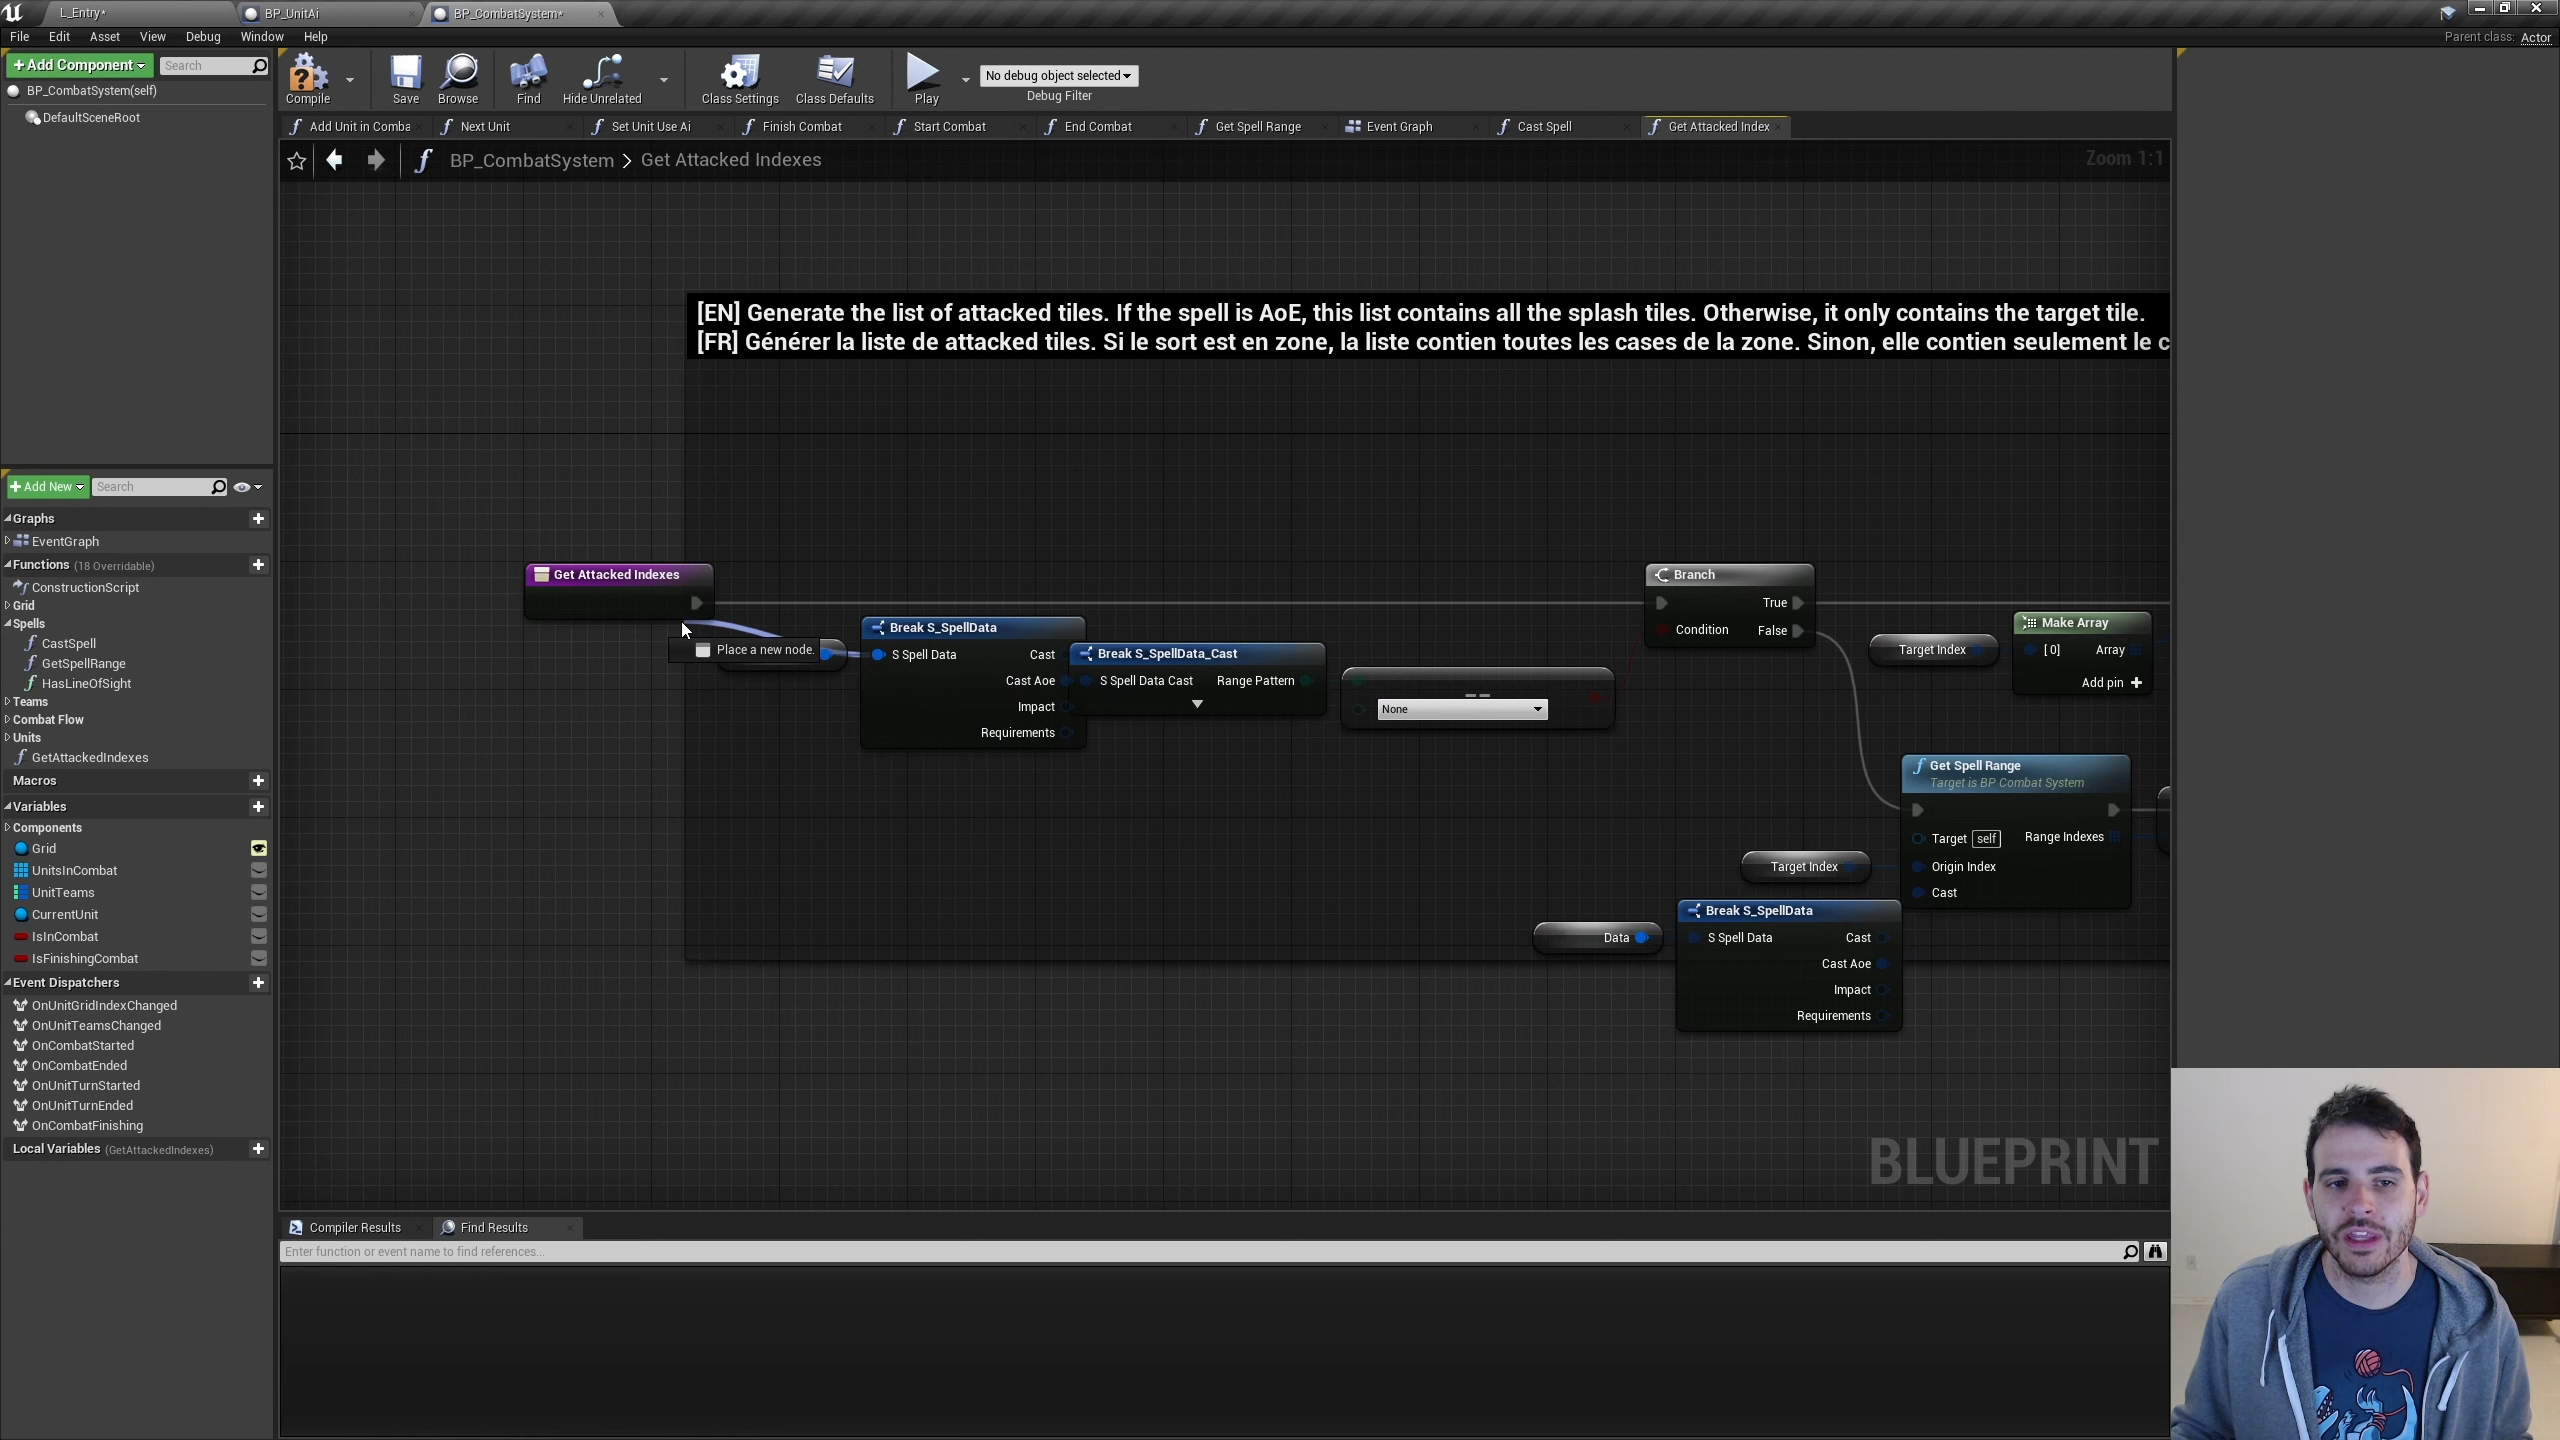 L_Entry*
BP_UnitAi
BP_CombatSystem*
File Edit Asset View Debug Window Help
Parent class: Actor
Add Component
Search
BP_CombatSystem(self)
DefaultSceneRoot
Compile
Save
Browse
Find
Hide Unrelated
Class Settings
Class Defaults
Play
No debug object selected
Debug Filter
Add Unit in Comba
Next Unit
Set Unit Use Ai
Finish Combat
Start Combat
End Combat
Get Spell Range
Event Graph
Cast Spell
Get Attacked Index
BP_CombatSystem > Get Attacked Indexes
Zoom 1:1
[EN] Generate the list of attacked tiles. If the spell is AoE, this list contains all the splash tiles. Otherwise, it only contains the target tile.
[FR] Générer la liste de attacked tiles. Si le sort est en zone, la liste contien toutes les cases de la zone. Sinon, elle contien seulement le c
Get Attacked Indexes
Place a new node.
Break S_SpellData
S Spell Data
Cast
Cast Aoe
Impact
Requirements
Break S_SpellData_Cast
S Spell Data Cast
Range Pattern
==
None
Branch
True
Condition
False
Target Index
Make Array
[0]
Array
Add pin +
Get Spell Range
Target is BP Combat System
Target self
Range Indexes
Origin Index
Cast
Target Index
Data
Break S_SpellData
S Spell Data
Cast
Cast Aoe
Impact
Requirements
BLUEPRINT
Add New
Search
Graphs
EventGraph
Functions (18 Overridable)
ConstructionScript
Grid
Spells
CastSpell
GetSpellRange
HasLineOfSight
Teams
Combat Flow
Units
GetAttackedIndexes
Macros
Variables
Components
Grid
UnitsInCombat
UnitTeams
CurrentUnit
IsInCombat
IsFinishingCombat
Event Dispatchers
OnUnitGridIndexChanged
OnUnitTeamsChanged
OnCombatStarted
OnCombatEnded
OnUnitTurnStarted
OnUnitTurnEnded
OnCombatFinishing
Local Variables (GetAttackedIndexes)
Compiler Results
Find Results
Enter function or event name to find references...